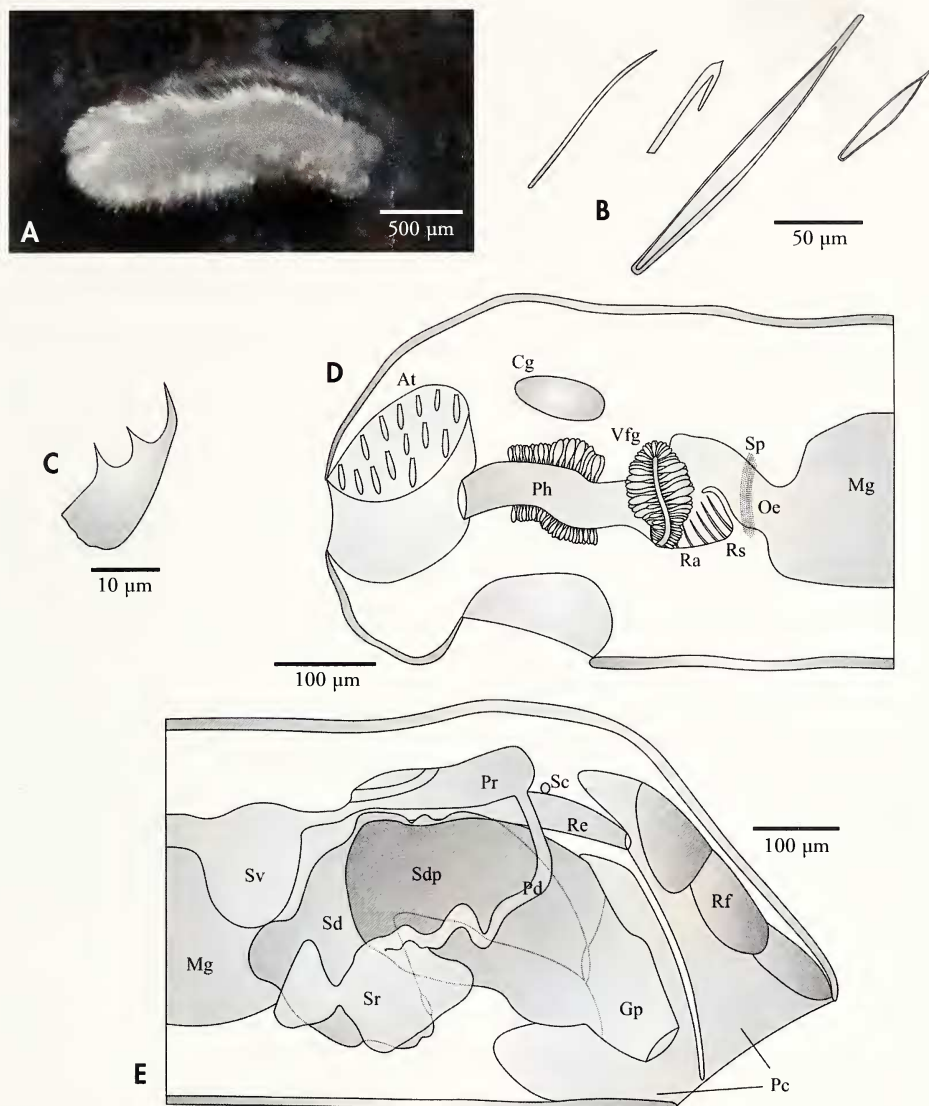 A
500 µm
B
50 µm
C
10 µm
D
At
Cg
Vfg
Sp
Ph
Oe
Mg
Ra
Rs
100 µm
Pr
Sc
Re
100 µm
Sv
Sdp
Pd
Rf
Sd
Mg
Sr
Gp
E
Pc